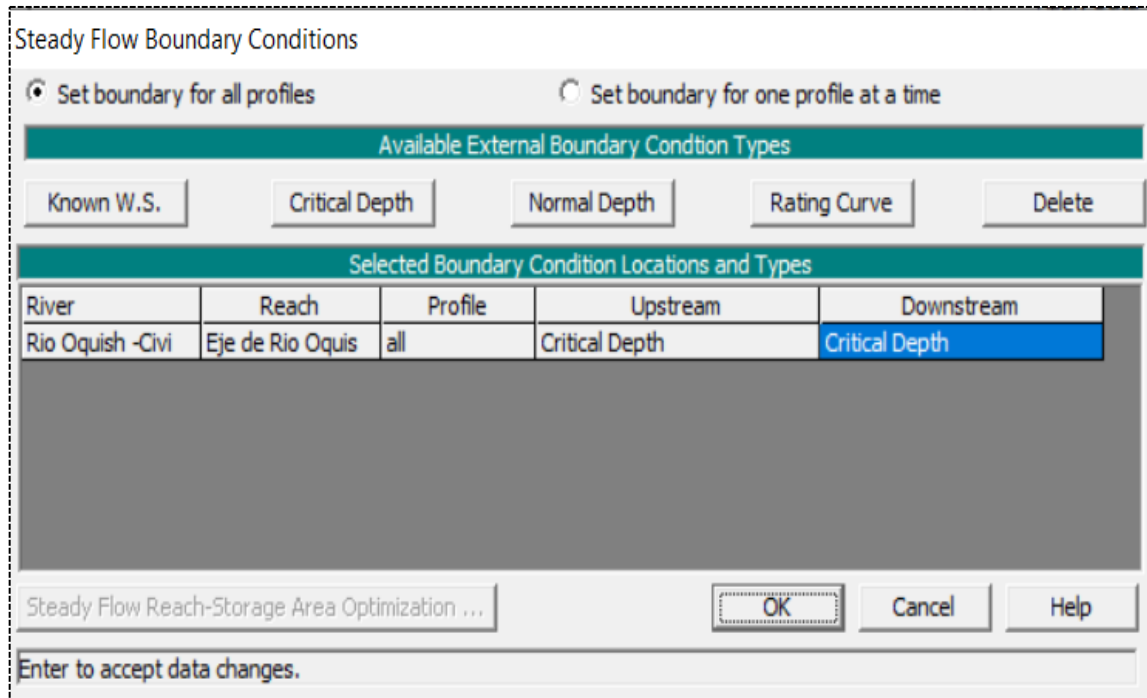 Steady Flow Boundary Conditions
Set boundary for all profiles Set boundary for one profile at a time
Available External Boundary Condtion Types
Known W.S. Critical Depth Normal Depth Rating Curve Delete
Selected Boundary Condition Locations and Types
River Reach Profile Upstream Downstream
Rio Oquish -Civi Eje de Rio Oquis all Critical Depth Critical Depth
Steady Flow Reach-Storage Area Optimization ... OK Cancel Help
Enter to accept data changes.